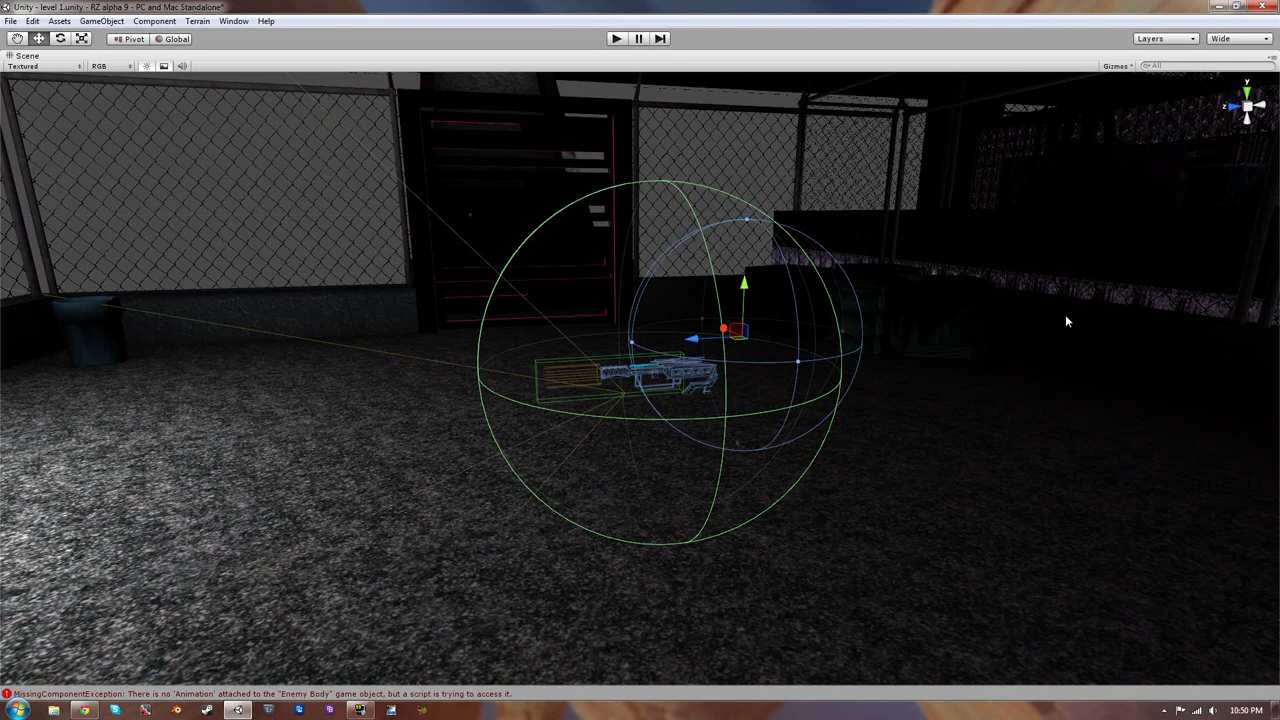 Unity - level 1.unity - RZ alpha 9 - PC and Mac Standalone*
File Edit Assets GameObject Component Terrain Window Help
Pivot Global Layers Wide
Scene
Textured RGB Gizmos All
y
z
MissingComponentException: There is no 'Animation' attached to the "Enemy Body" game object, but a script is trying to access it.
10:50 PM